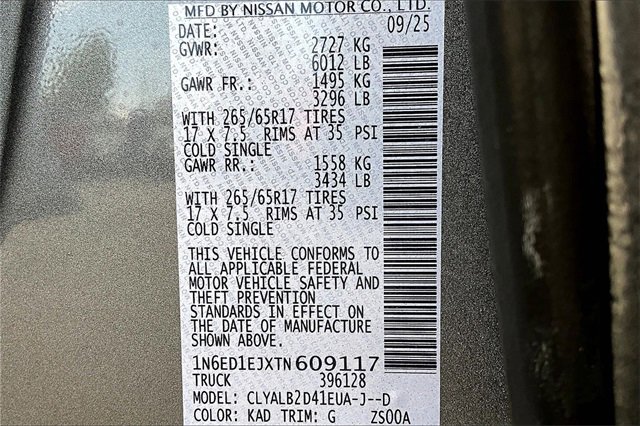 MFD BY NISSAN MOTOR CO., LTD.
DATE: 09/25
GVWR: 2727 KG
6012 LB
GAWR FR.: 1495 KG
3296 LB
WITH 265/65R17 TIRES
17 X 7.5 RIMS AT 35 PSI
COLD SINGLE
GAWR RR.: 1558 KG
3434 LB
WITH 265/65R17 TIRES
17 X 7.5 RIMS AT 35 PSI
COLD SINGLE
THIS VEHICLE CONFORMS TO
ALL APPLICABLE FEDERAL
MOTOR VEHICLE SAFETY AND
THEFT PREVENTION
STANDARDS IN EFFECT ON
THE DATE OF MANUFACTURE
SHOWN ABOVE.
1N6ED1EJXTN609117
TRUCK 396128
MODEL: CLYALB2D41EUA-J--D
COLOR: KAD TRIM: G ZS00A